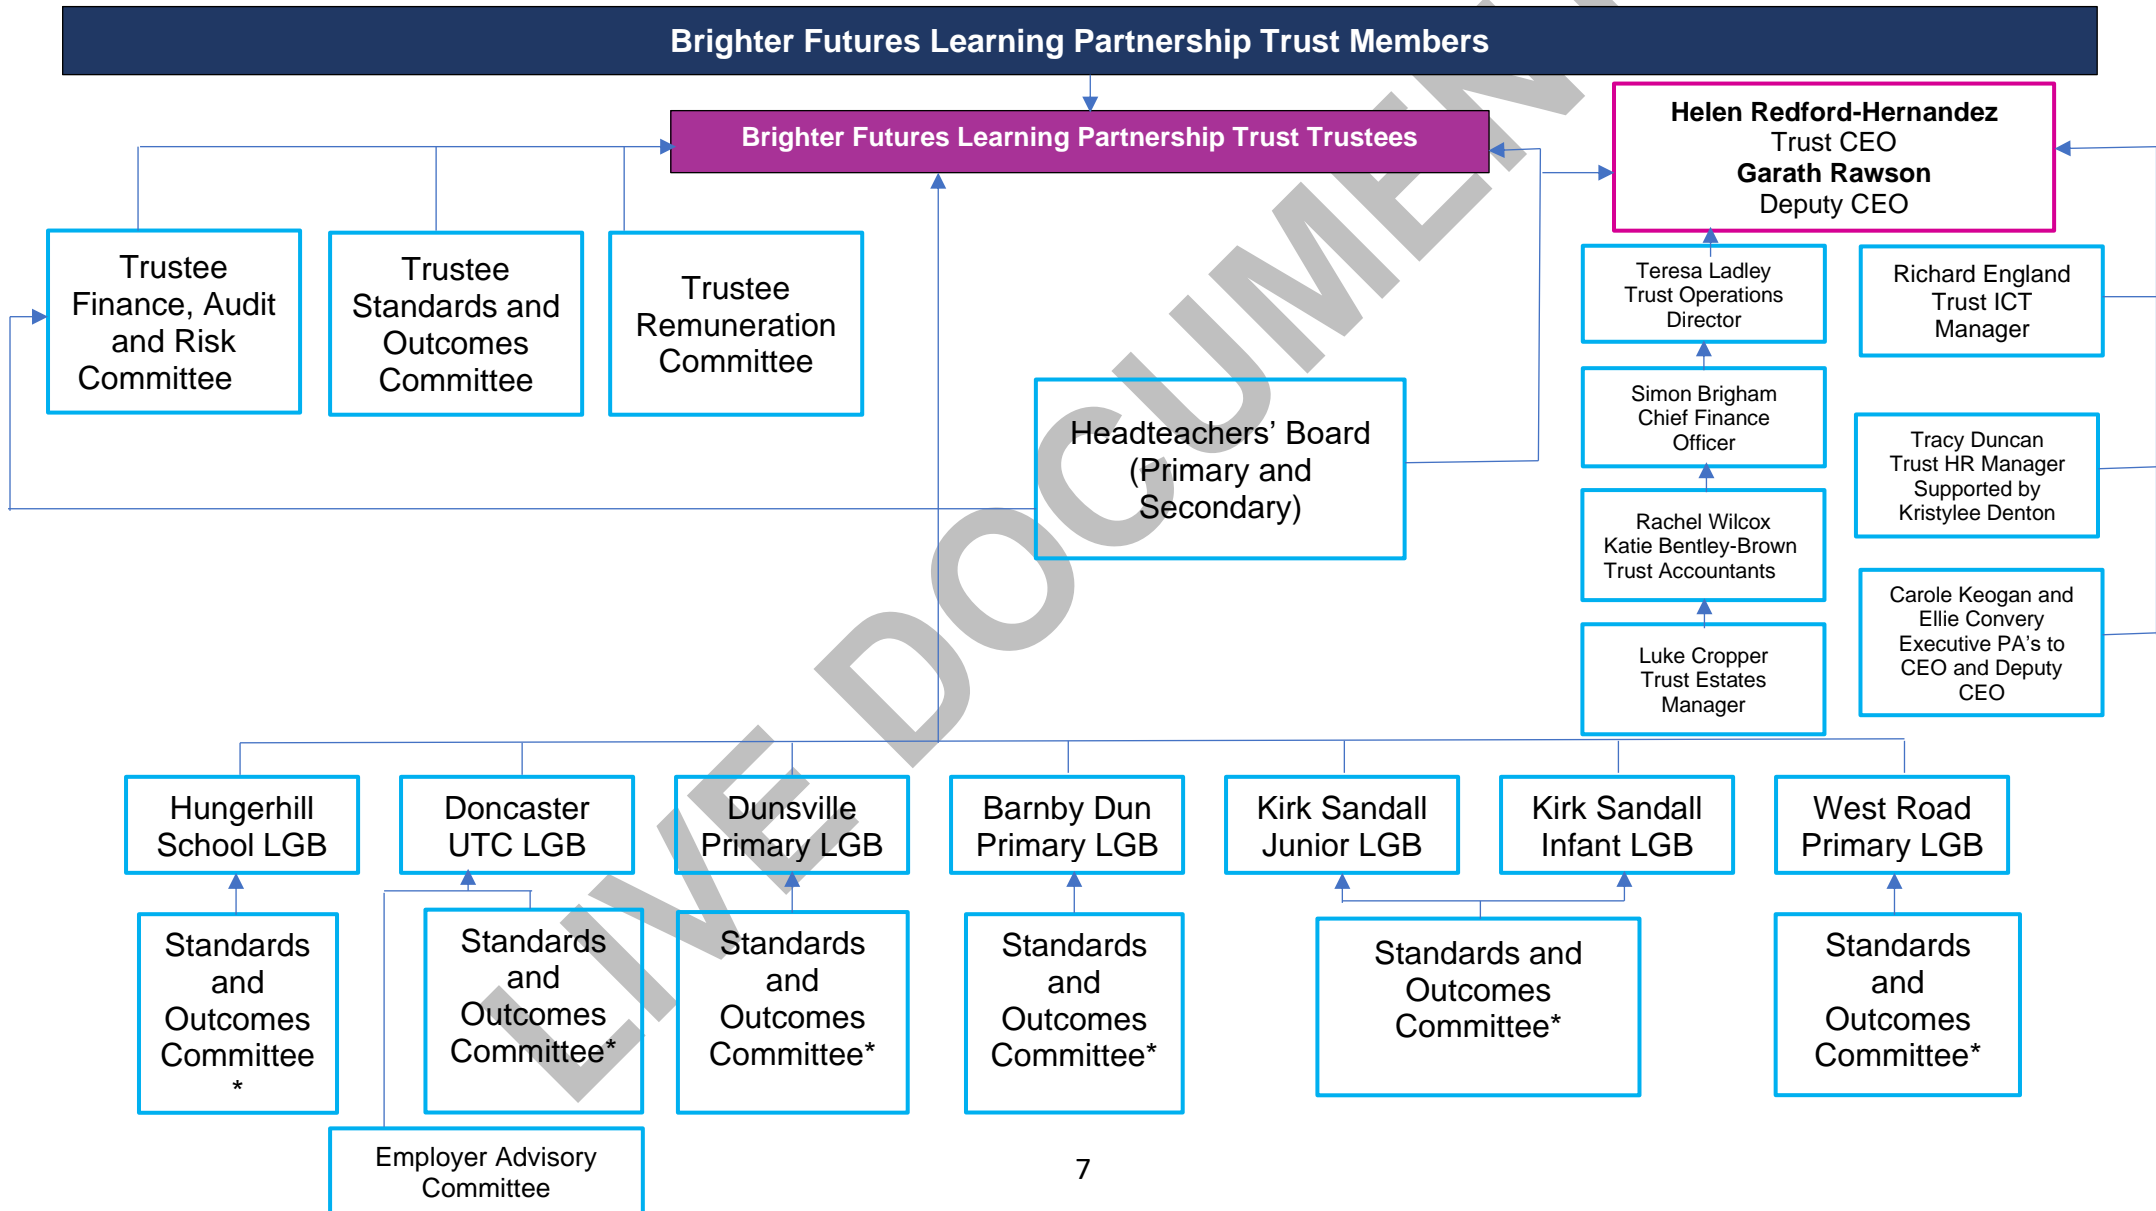 Brighter Futures Learning Partnership Trust Members
Brighter Futures Learning Partnership Trust Trustees
Helen Redford-Hernandez
Trust CEO
Garath Rawson
Deputy CEO
Trustee
Finance, Audit
and Risk
Committee
Trustee
Standards and
Outcomes
Committee
Trustee
Remuneration
Committee
Headteachers’ Board
(Primary and
Secondary)
Teresa Ladley
Trust Operations
Director
Richard England
Trust ICT
Manager
Simon Brigham
Chief Finance
Officer
Tracy Duncan
Trust HR Manager
Supported by
Kristylee Denton
Rachel Wilcox
Katie Bentley-Brown
Trust Accountants
Carole Keogan and
Ellie Convery
Executive PA's to
CEO and Deputy
CEO
Luke Cropper
Trust Estates
Manager
Hungerhill
School LGB
Doncaster
UTC LGB
Dunsville
Primary LGB
Barnby Dun
Primary LGB
Kirk Sandall
Junior LGB
Kirk Sandall
Infant LGB
West Road
Primary LGB
Standards
and
Outcomes
Committee
*
Standards
and
Outcomes
Committee*
Standards
and
Outcomes
Committee*
Standards
and
Outcomes
Committee*
Standards and
Outcomes
Committee*
Standards
and
Outcomes
Committee*
Employer Advisory
Committee
7
LIVE DOCUMEN